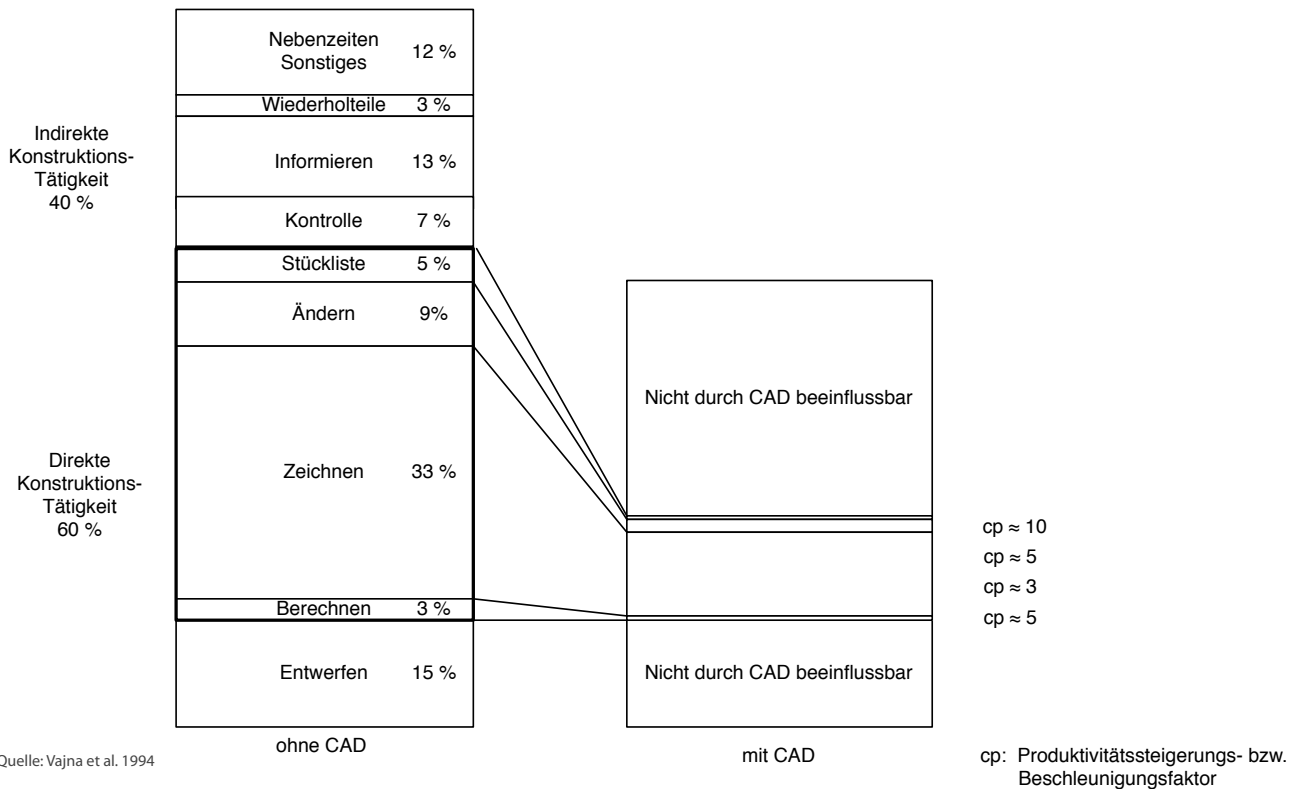 Nebenzeiten
Sonstiges
12 %
Wiederholteile 3 %
Informieren 13 %
Kontrolle 7 %
Indirekte
Konstruktions-
Tätigkeit
40 %
Stückliste 5 %
Ändern 9%
Zeichnen 33 %
Berechnen 3 %
Direkte
Konstruktions-
Tätigkeit
60 %
Entwerfen 15 %
ohne CAD
Nicht durch CAD beeinflussbar
cp ≈ 10
cp ≈ 5
cp ≈ 3
cp ≈ 5
Nicht durch CAD beeinflussbar
mit CAD
Quelle: Vajna et al. 1994
cp: Produktivitätssteigerungs- bzw.
Beschleunigungsfaktor